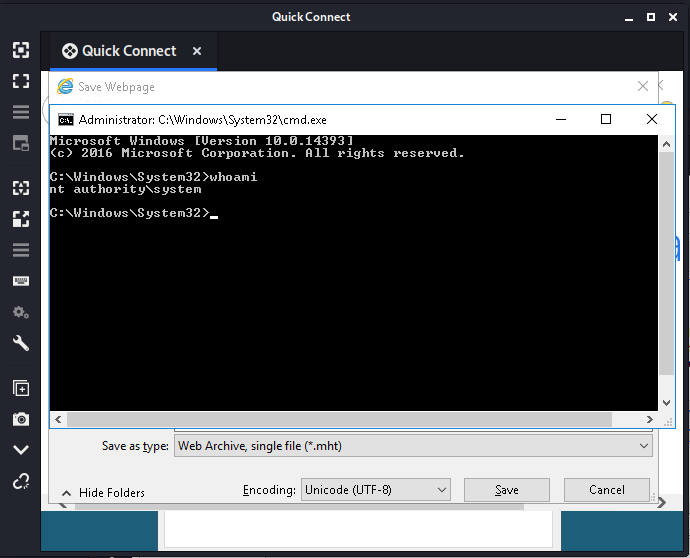 Quick Connect
Quick Connect
Save Webpage
Administrator: C:\Windows\System32\cmd.exe
Microsoft Windows [Version 10.0.14393]
(c) 2016 Microsoft Corporation. All rights reserved.
C:\Windows\System32>whoami
nt authority\system
C:\Windows\System32>
Save as type: Web Archive, single file (*.mht)
Hide Folders
Encoding: Unicode (UTF-8)
Save
Cancel